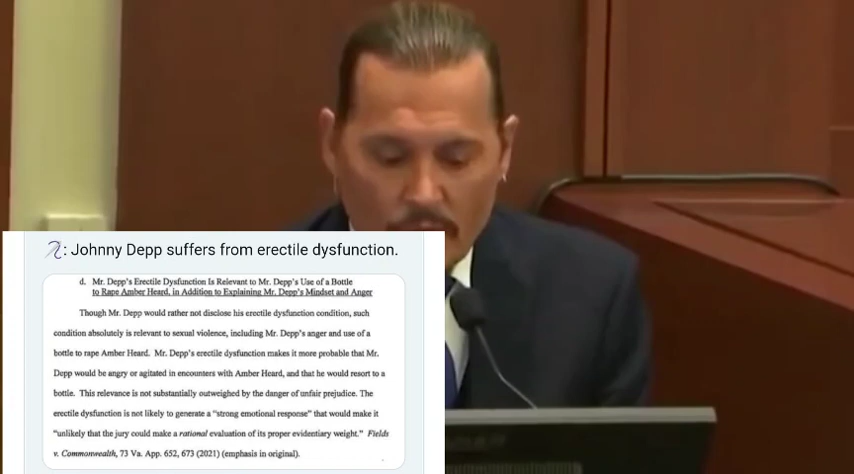 : Johnny Depp suffers from erectile dysfunction.
d. Mr. Depp's Erectile Dysfunction Is Relevant to Mr. Depp's Use of a Bottle
to Rape Amber Heard, in Addition to Explaining Mr. Depp's Mindset and Anger
Though Mr. Depp would rather not disclose his erectile dysfunction condition, such
condition absolutely is relevant to sexual violence, including Mr. Depp's anger and use of a
bottle to rape Amber Heard. Mr. Depp's erectile dysfunction makes it more probable that Mr.
Depp would be angry or agitated in encounters with Amber Heard, and that he would resort to a
bottle. This relevance is not substantially outweighed by the danger of unfair prejudice. The
erectile dysfunction is not likely to generate a "strong emotional response" that would make it
"unlikely that the jury could make a rational evaluation of its proper evidentiary weight." Fields
v. Commonwealth, 73 Va. App. 652, 673 (2021) (emphasis in original).